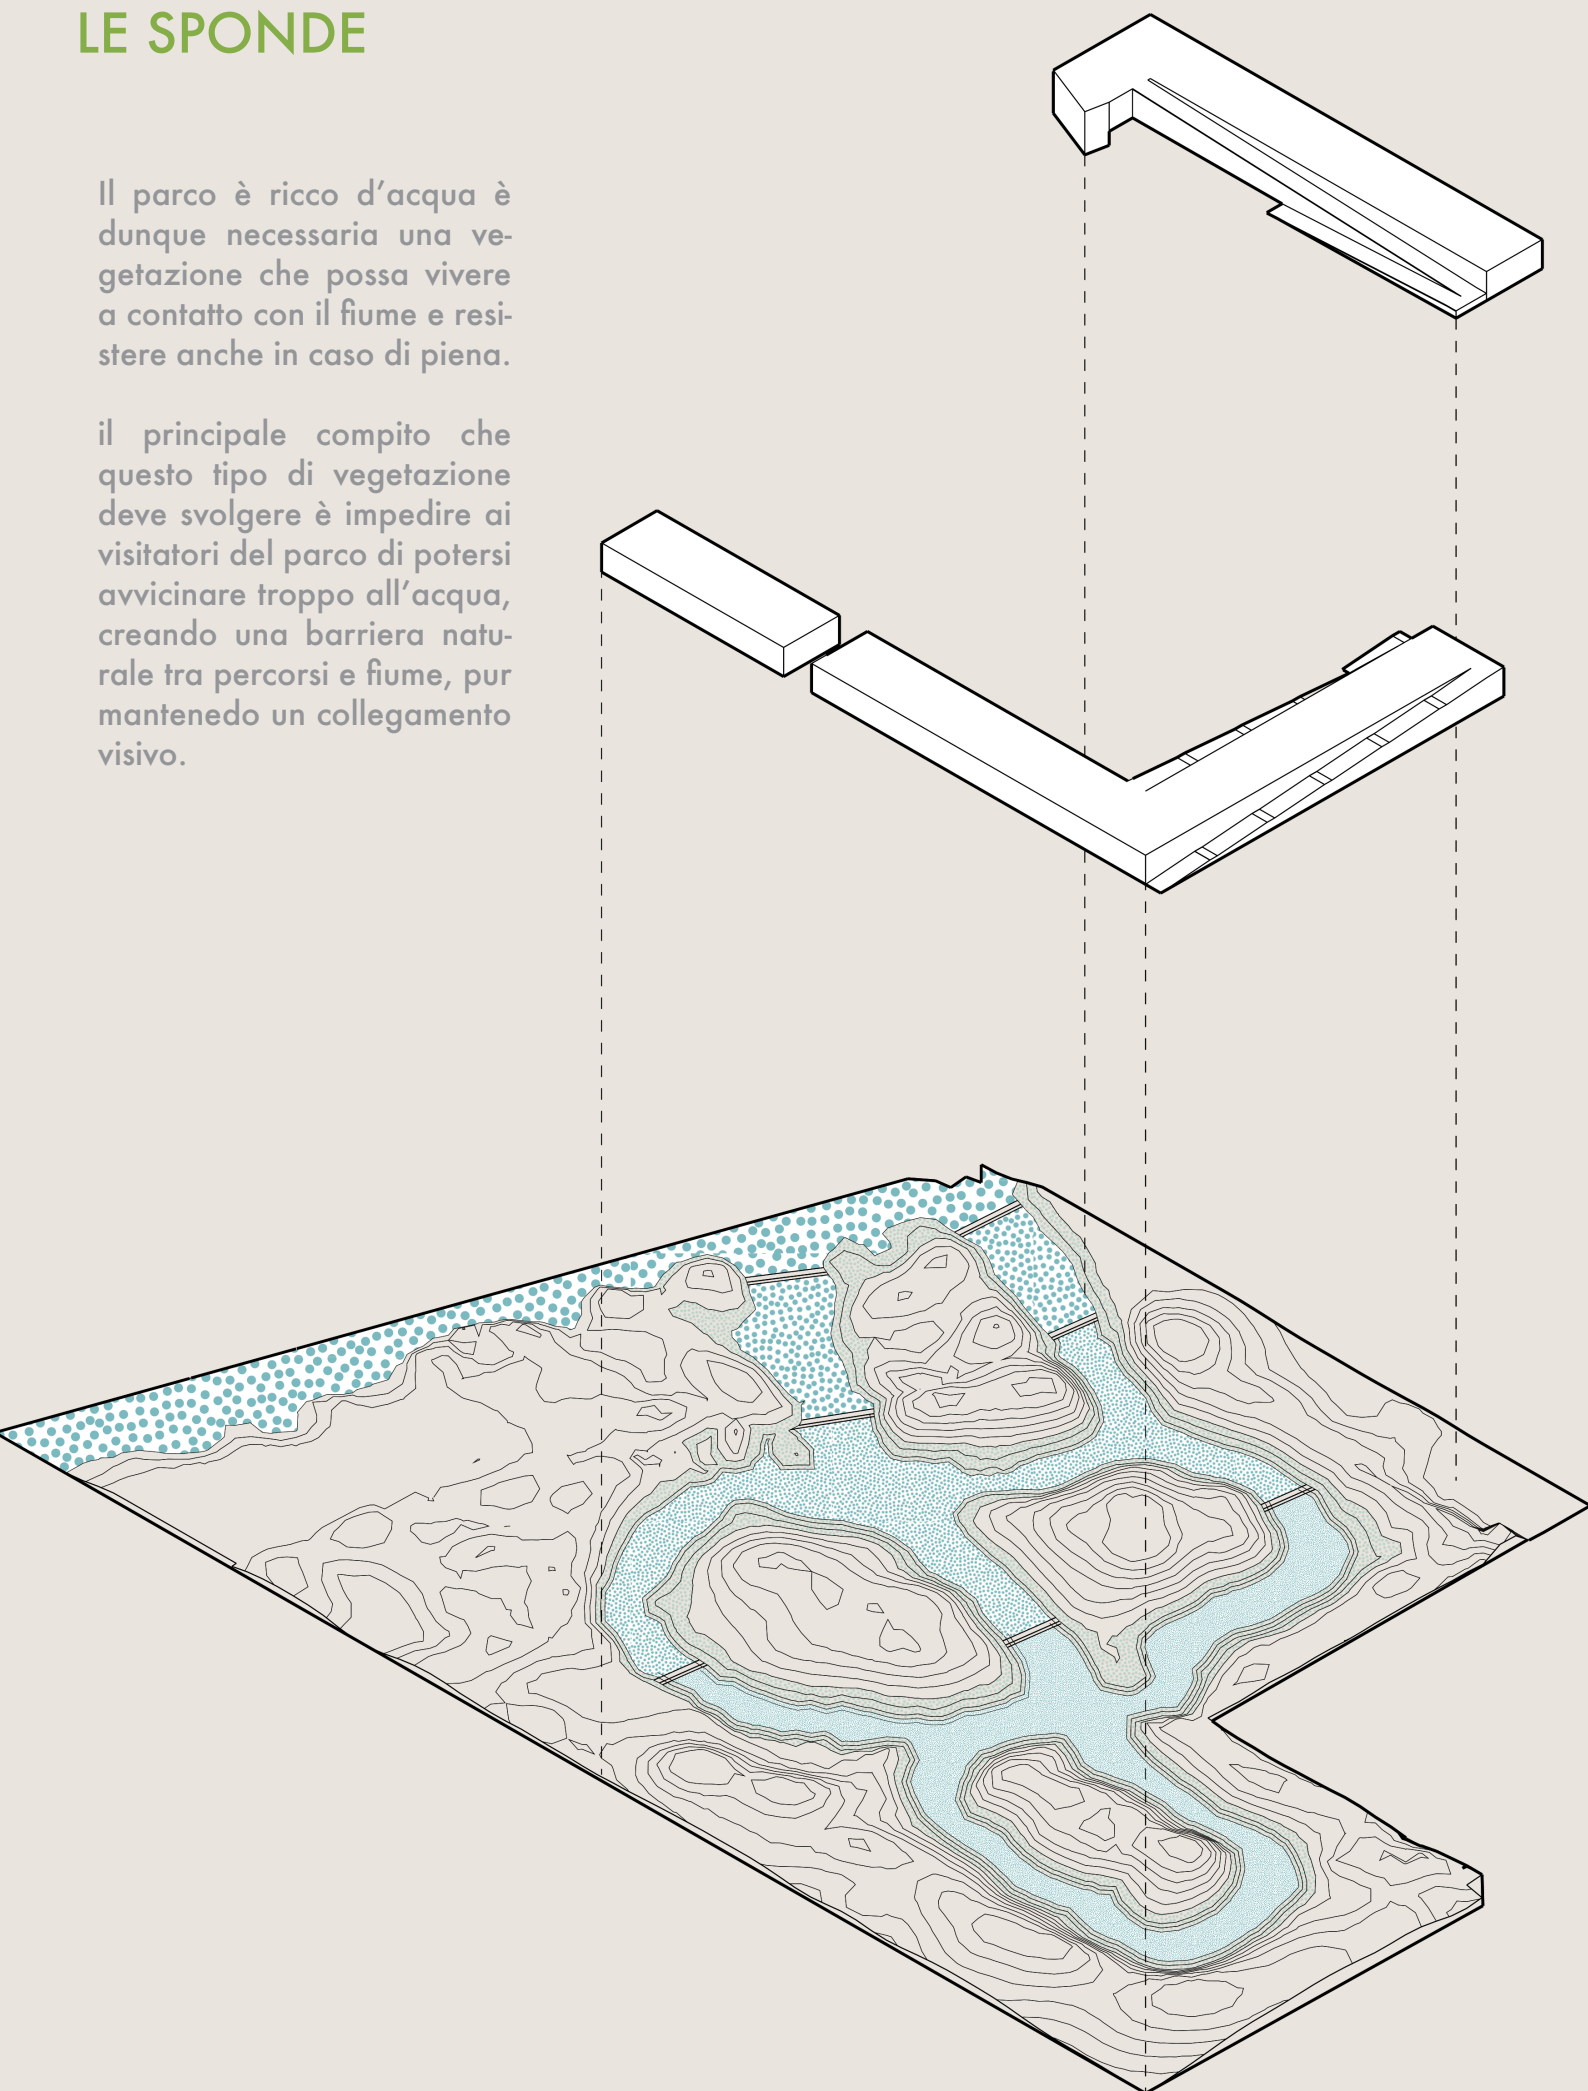 LE SPONDE
Il parco è ricco d'acqua è
dunque necessaria una ve-
getazione che possa vivere
a contatto con il fiume e resi-
stere anche in caso di piena.
il principale compito che
questo tipo di vegetazione
deve svolgere è impedire ai
visitatori del parco di potersi
avvicinare troppo all'acqua,
creando una barriera natu-
rale tra percorsi e fiume, pur
mantenedo un collegamento
visivo.